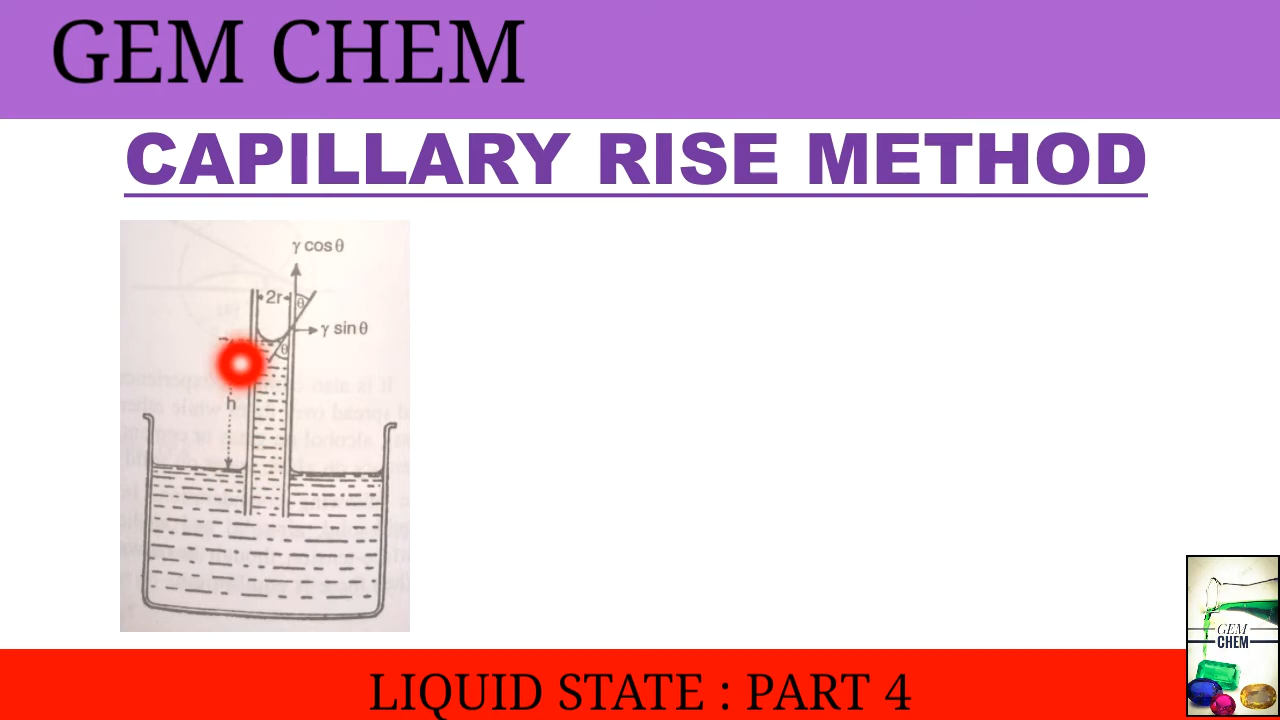 GEM CHEM
CAPILLARY RISE METHOD
γ cos θ
2r
θ
γ sin θ
θ
h
GEM
CHEM
LIQUID STATE : PART 4